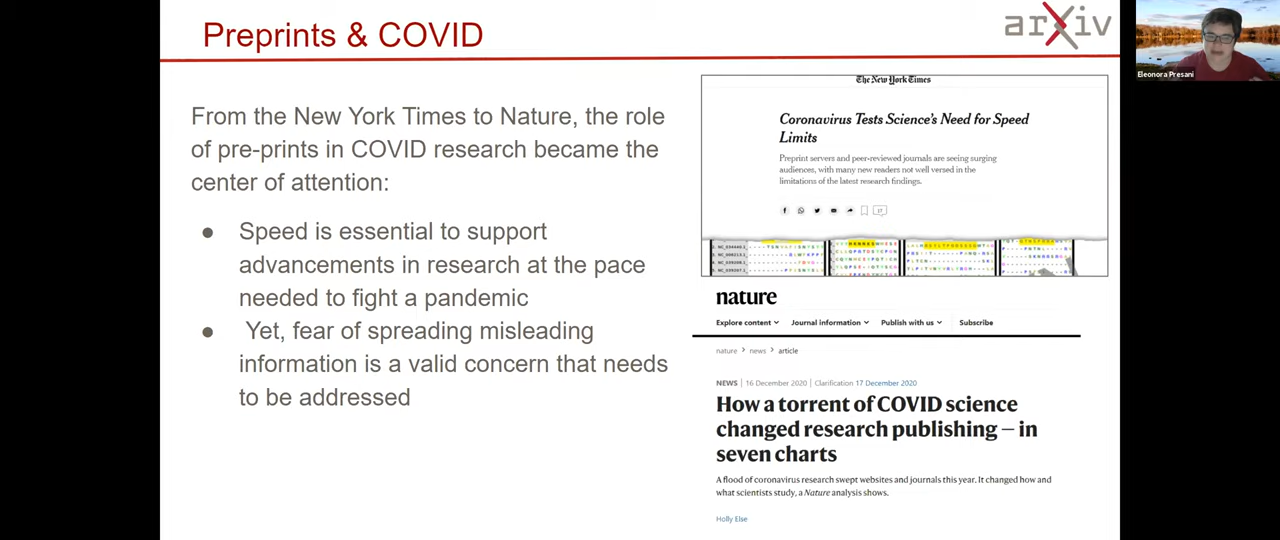 Preprints & COVID
arXiv
Eleonora Presani
From the New York Times to Nature, the role
of pre-prints in COVID research became the
center of attention:
● Speed is essential to support
advancements in research at the pace
needed to fight a pandemic
● Yet, fear of spreading misleading
information is a valid concern that needs
to be addressed
The New York Times
Coronavirus Tests Science's Need for Speed
Limits
Preprint servers and peer-reviewed journals are seeing surging
audiences, with many new readers not well versed in the
limitations of the latest research findings.
17
nature
Explore content Journal information Publish with us Subscribe
nature > news > article
NEWS | 16 December 2020 | Clarification 17 December 2020
How a torrent of COVID science
changed research publishing — in
seven charts
A flood of coronavirus research swept websites and journals this year. It changed how and
what scientists study, a Nature analysis shows.
Holly Else